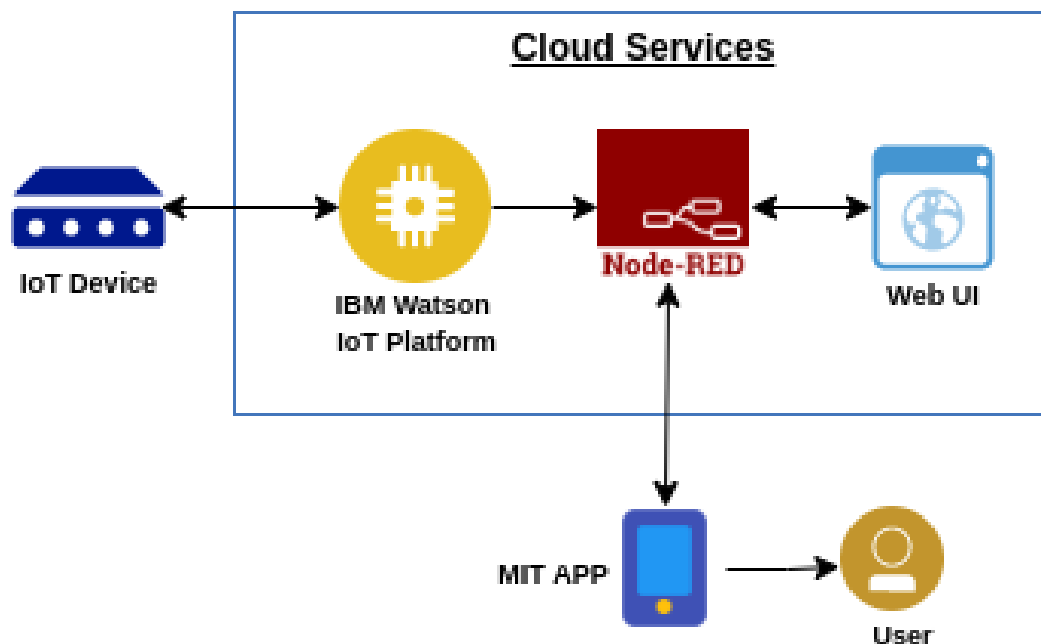 Cloud Services
IoT Device
IBM Watson
IoT Platform
Node-RED
Web UI
MIT APP
User